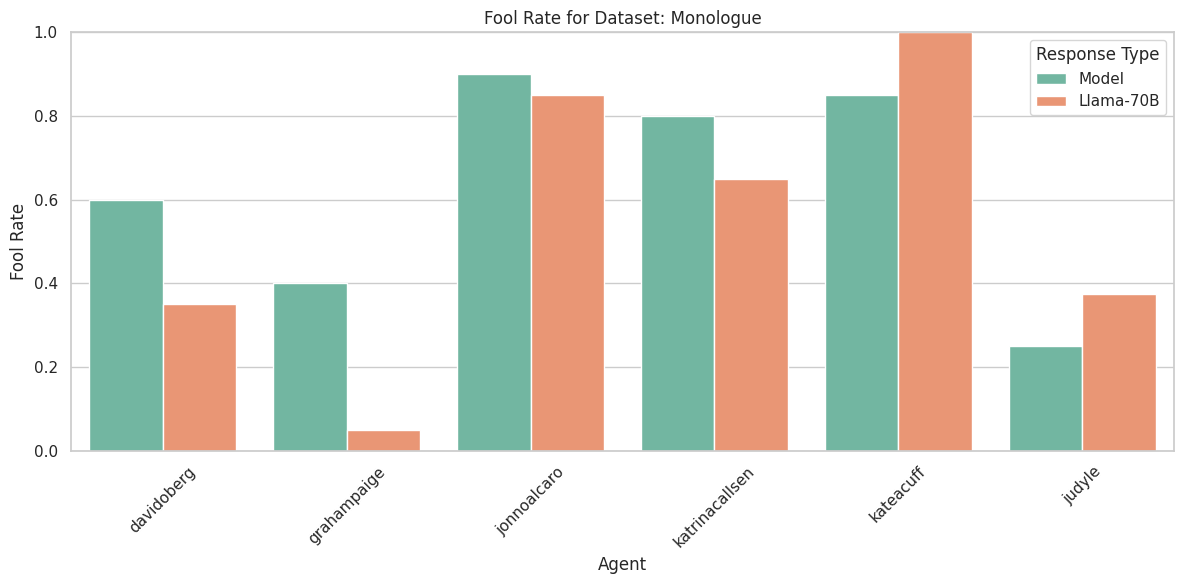 Fool Rate for Dataset: Monologue
1.0
0.8
0.6
0.4
0.2
0.0
Fool Rate
Response Type
Model
Llama-70B
davidoberg
grahampaige
jonnoalcaro
katrinacallsen
kateacuff
judyle
Agent